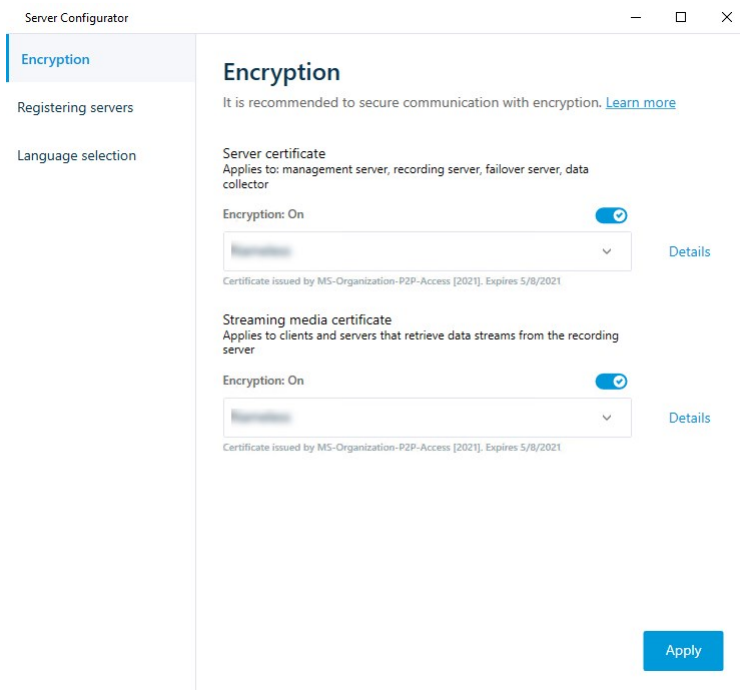 Server Configurator
Encryption
Registering servers
Language selection
Encryption
It is recommended to secure communication with encryption. Learn more
Server certificate
Applies to: management server, recording server, failover server, data
collector
Encryption: On
Details
Certificate issued by MS-Organization-P2P-Access [2021]. Expires 5/8/2021
Streaming media certificate
Applies to clients and servers that retrieve data streams from the recording
server
Encryption: On
Details
Certificate issued by MS-Organization-P2P-Access [2021]. Expires 5/8/2021
Apply